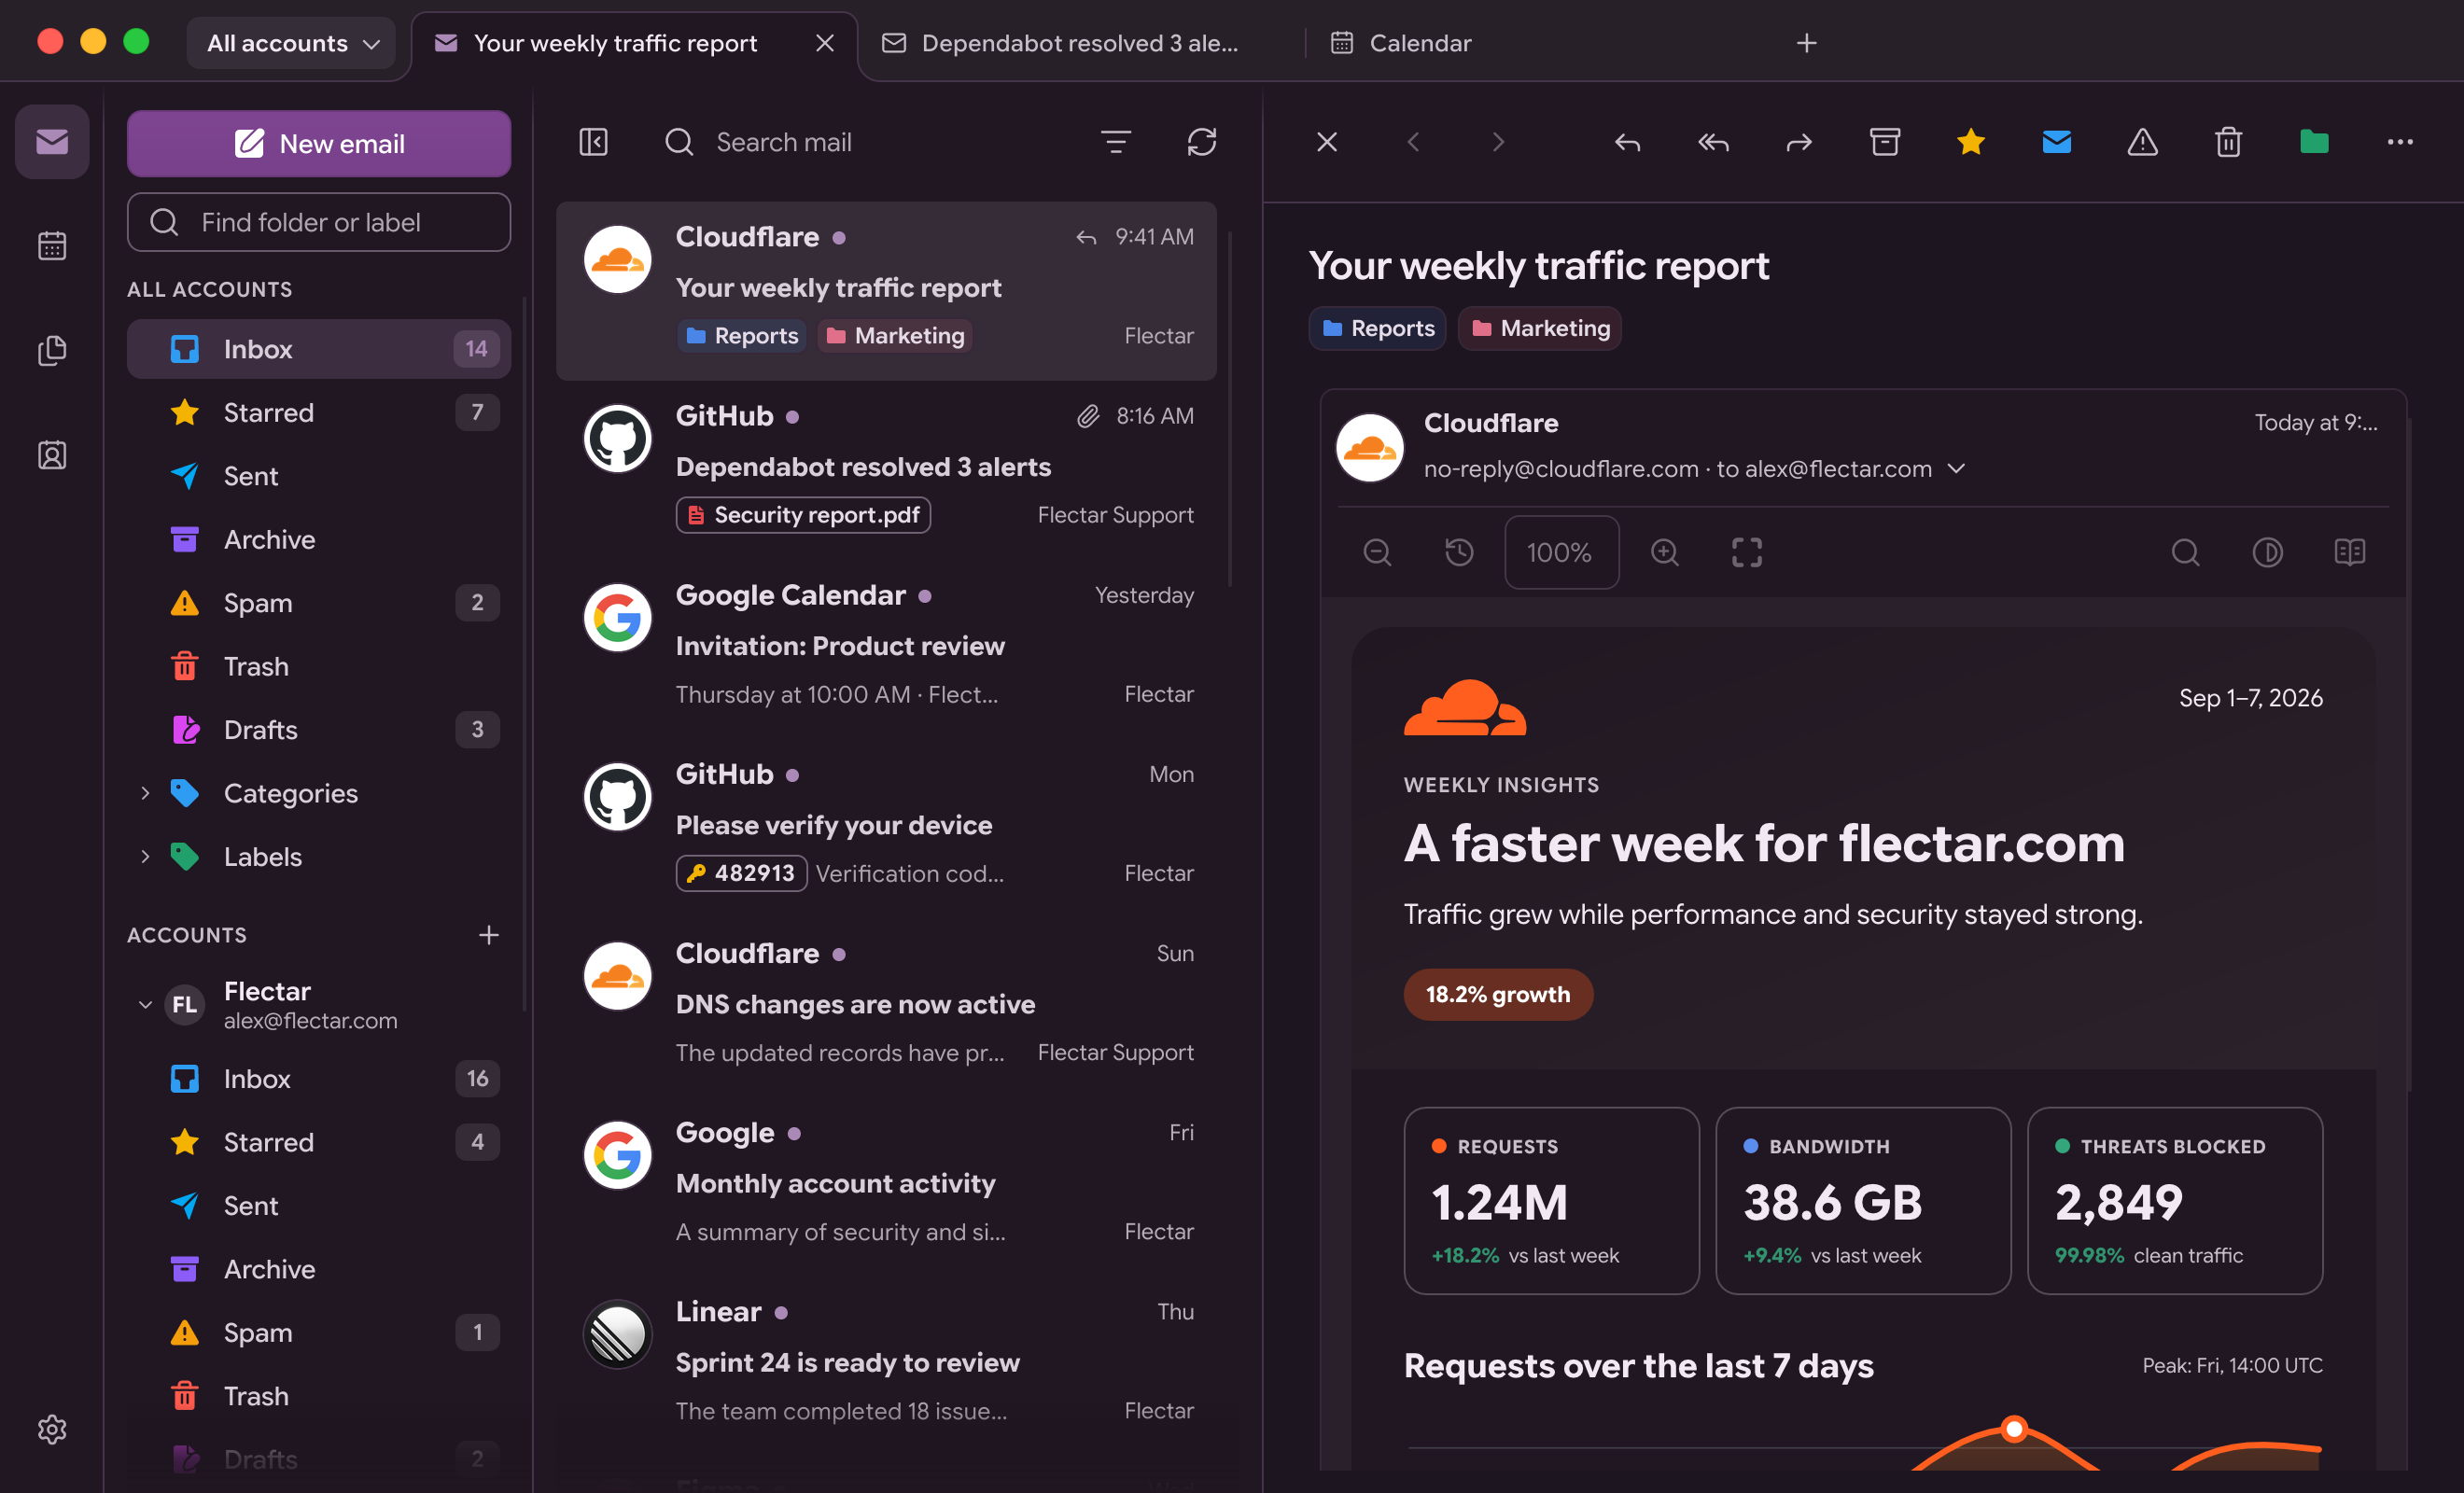 All accounts
Your weekly traffic report
Dependabot resolved 3 ale...
Calendar
New email
Find folder or label
ALL ACCOUNTS
Inbox 14
Starred 7
Sent
Archive
Spam 2
Trash
Drafts 3
Categories
Labels
ACCOUNTS
FL Flectar
alex@flectar.com
Inbox 16
Starred 4
Sent
Archive
Spam 1
Trash
Drafts 2
Search mail
Cloudflare 9:41 AM
Your weekly traffic report
Reports Marketing Flectar
GitHub 8:16 AM
Dependabot resolved 3 alerts
Security report.pdf Flectar Support
Google Calendar Yesterday
Invitation: Product review
Thursday at 10:00 AM · Flect... Flectar
GitHub Mon
Please verify your device
482913 Verification cod... Flectar
Cloudflare Sun
DNS changes are now active
The updated records have pr... Flectar Support
Google Fri
Monthly account activity
A summary of security and si... Flectar
Linear Thu
Sprint 24 is ready to review
The team completed 18 issue... Flectar
Your weekly traffic report
Reports Marketing
Cloudflare Today at 9:...
no-reply@cloudflare.com · to alex@flectar.com
100%
Sep 1–7, 2026
WEEKLY INSIGHTS
A faster week for flectar.com
Traffic grew while performance and security stayed strong.
18.2% growth
REQUESTS
1.24M
+18.2% vs last week
BANDWIDTH
38.6 GB
+9.4% vs last week
THREATS BLOCKED
2,849
99.98% clean traffic
Requests over the last 7 days
Peak: Fri, 14:00 UTC